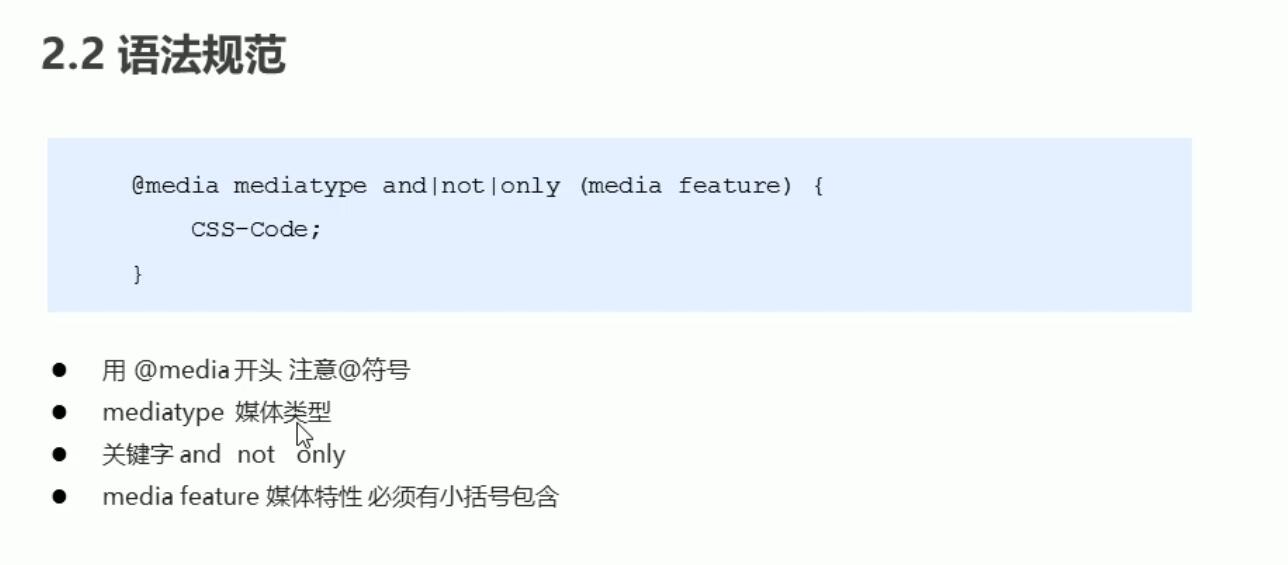 2.2 语法规范
@media mediatype and|not|only (media feature) {
CSS-Code;
}
用 @media 开头 注意@符号
mediatype 媒体类型
关键字 and not only
media feature 媒体特性 必须有小括号包含